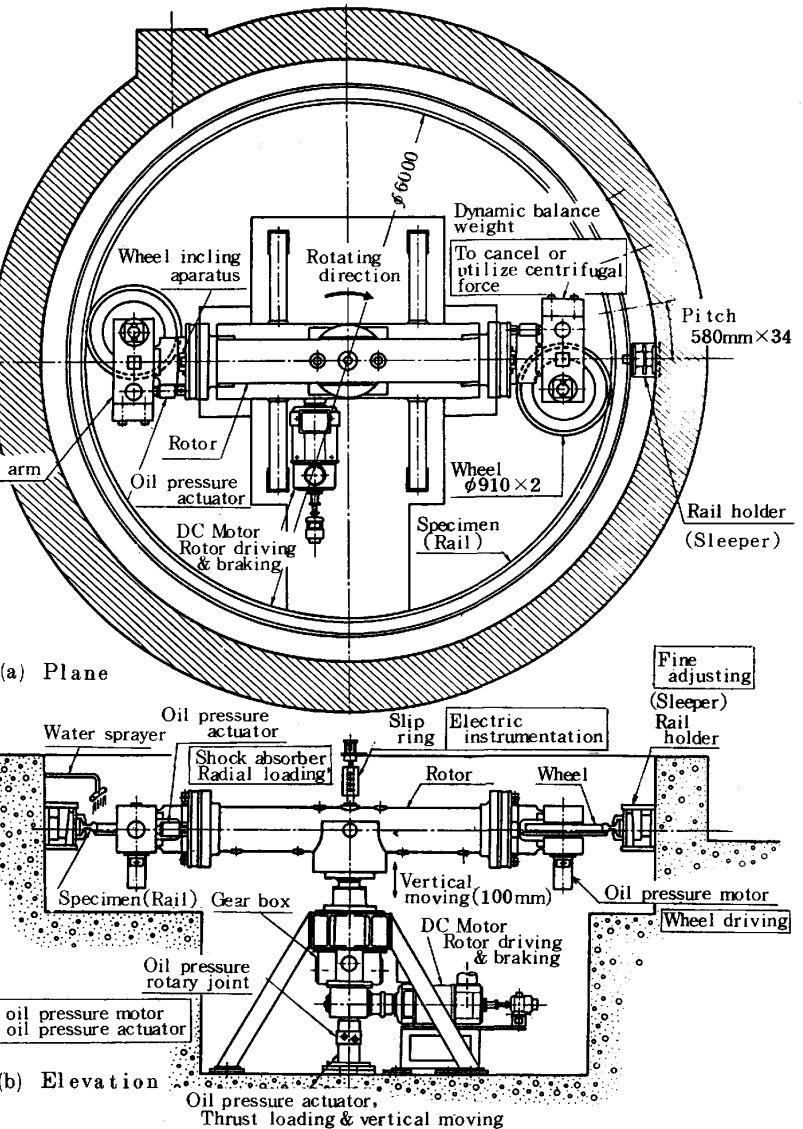 φ6000
Dynamic balance
weight
To cancel or
utilize centrifugal
force
Wheel incling
aparatus
Rotating
direction
Pitch
580mm×34
Rotor
arm
Oil pressure
actuator
Wheel
φ910×2
DC Motor
Rotor driving
& braking
Specimen
(Rail)
Rail holder
(Sleeper)
(a) Plane
Fine
adjusting
(Sleeper)
Rail
holder
Water sprayer
Oil pressure
actuator
Shock absorber
Radial loading
Slip
ring
Electric
instrumentation
Rotor
Wheel
Specimen(Rail)
Gear box
Vertical
moving(100mm)
Oil pressure motor
Wheel driving
DC Motor
Rotor driving
& braking
Oil pressure
rotary joint
oil pressure motor
oil pressure actuator
(b) Elevation
Oil pressure actuator,
Thrust loading & vertical moving